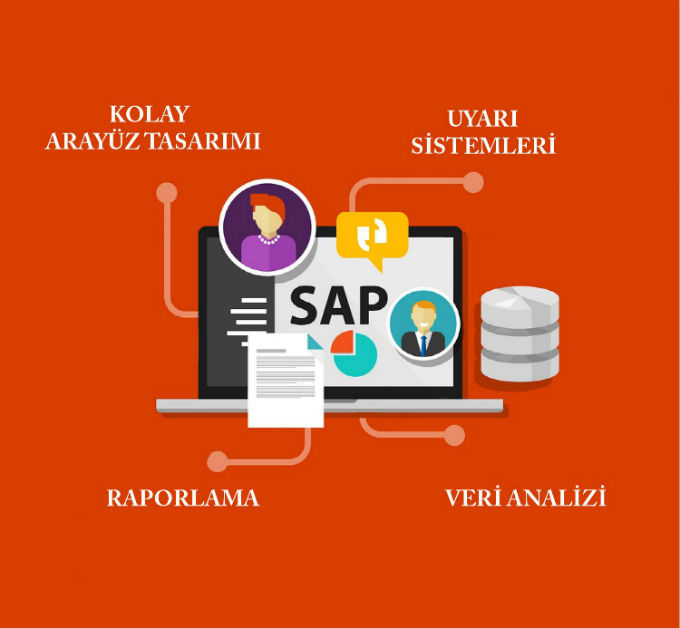 KOLAY
ARAYÜZ TASARIMI
UYARI
SİSTEMLERİ
SAP
RAPORLAMA
VERİ ANALİZİ